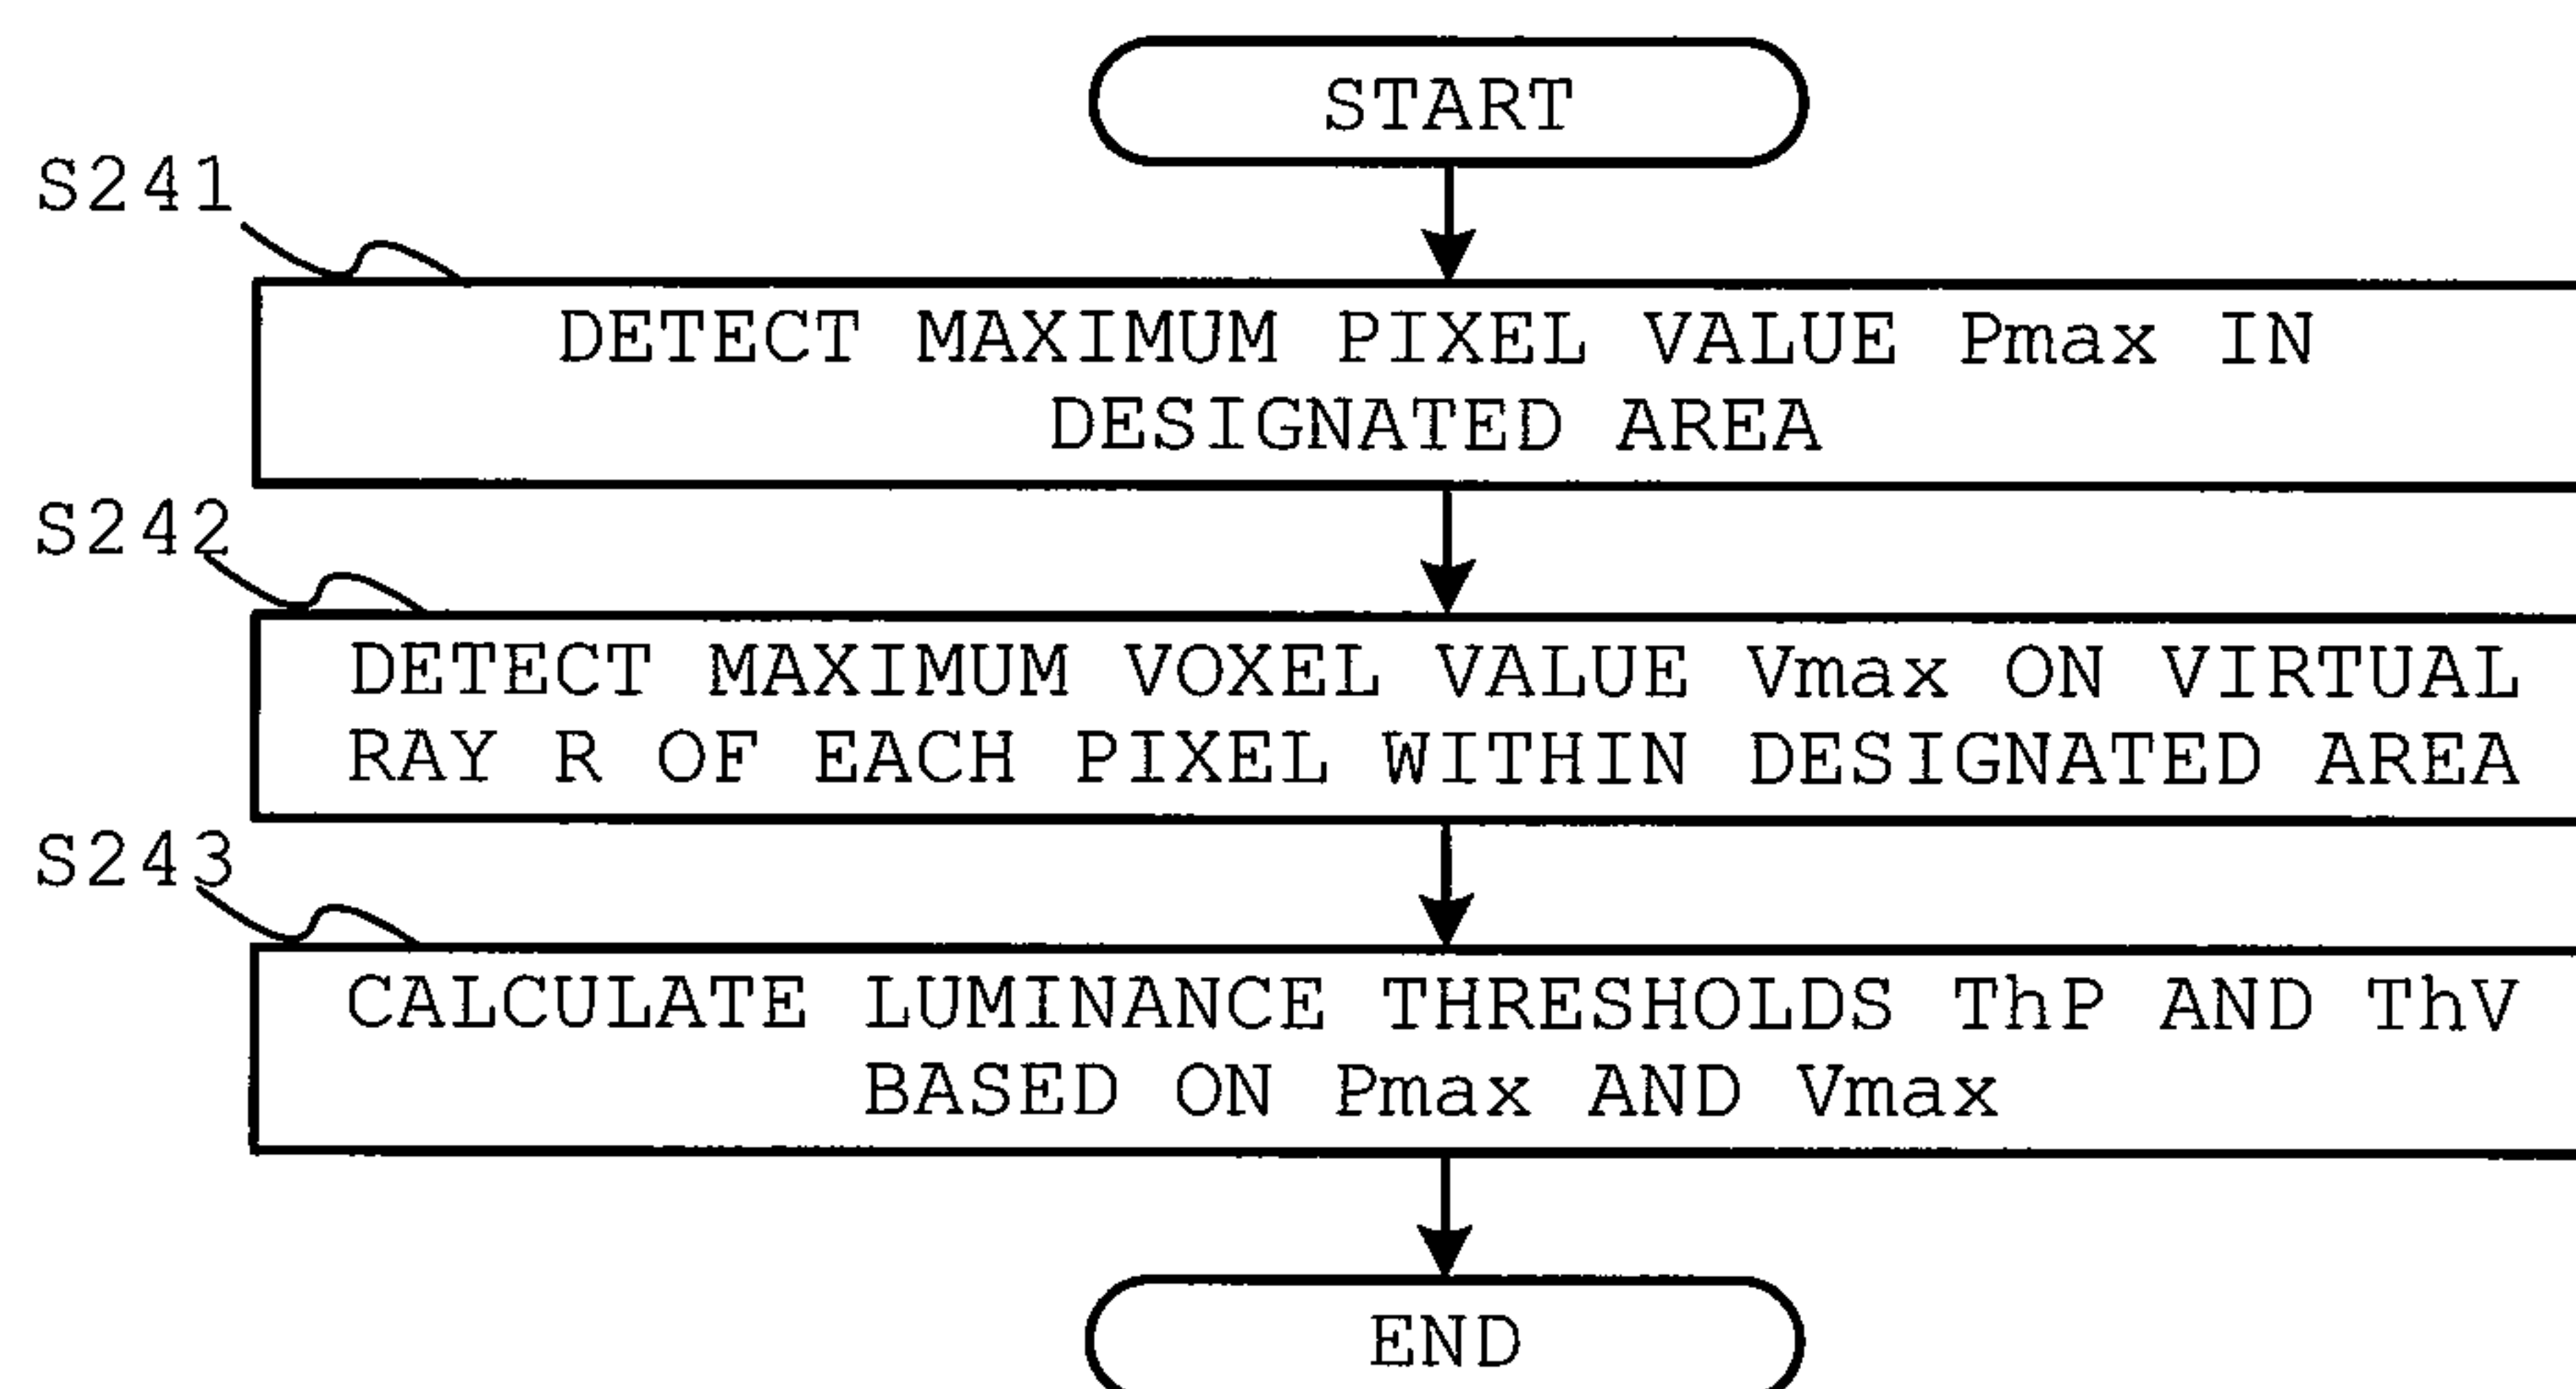 START
S241
DETECT MAXIMUM PIXEL VALUE Pmax IN
DESIGNATED AREA
S242
DETECT MAXIMUM VOXEL VALUE Vmax ON VIRTUAL
RAY R OF EACH PIXEL WITHIN DESIGNATED AREA
S243
CALCULATE LUMINANCE THRESHOLDS ThP AND ThV
BASED ON Pmax AND Vmax
END